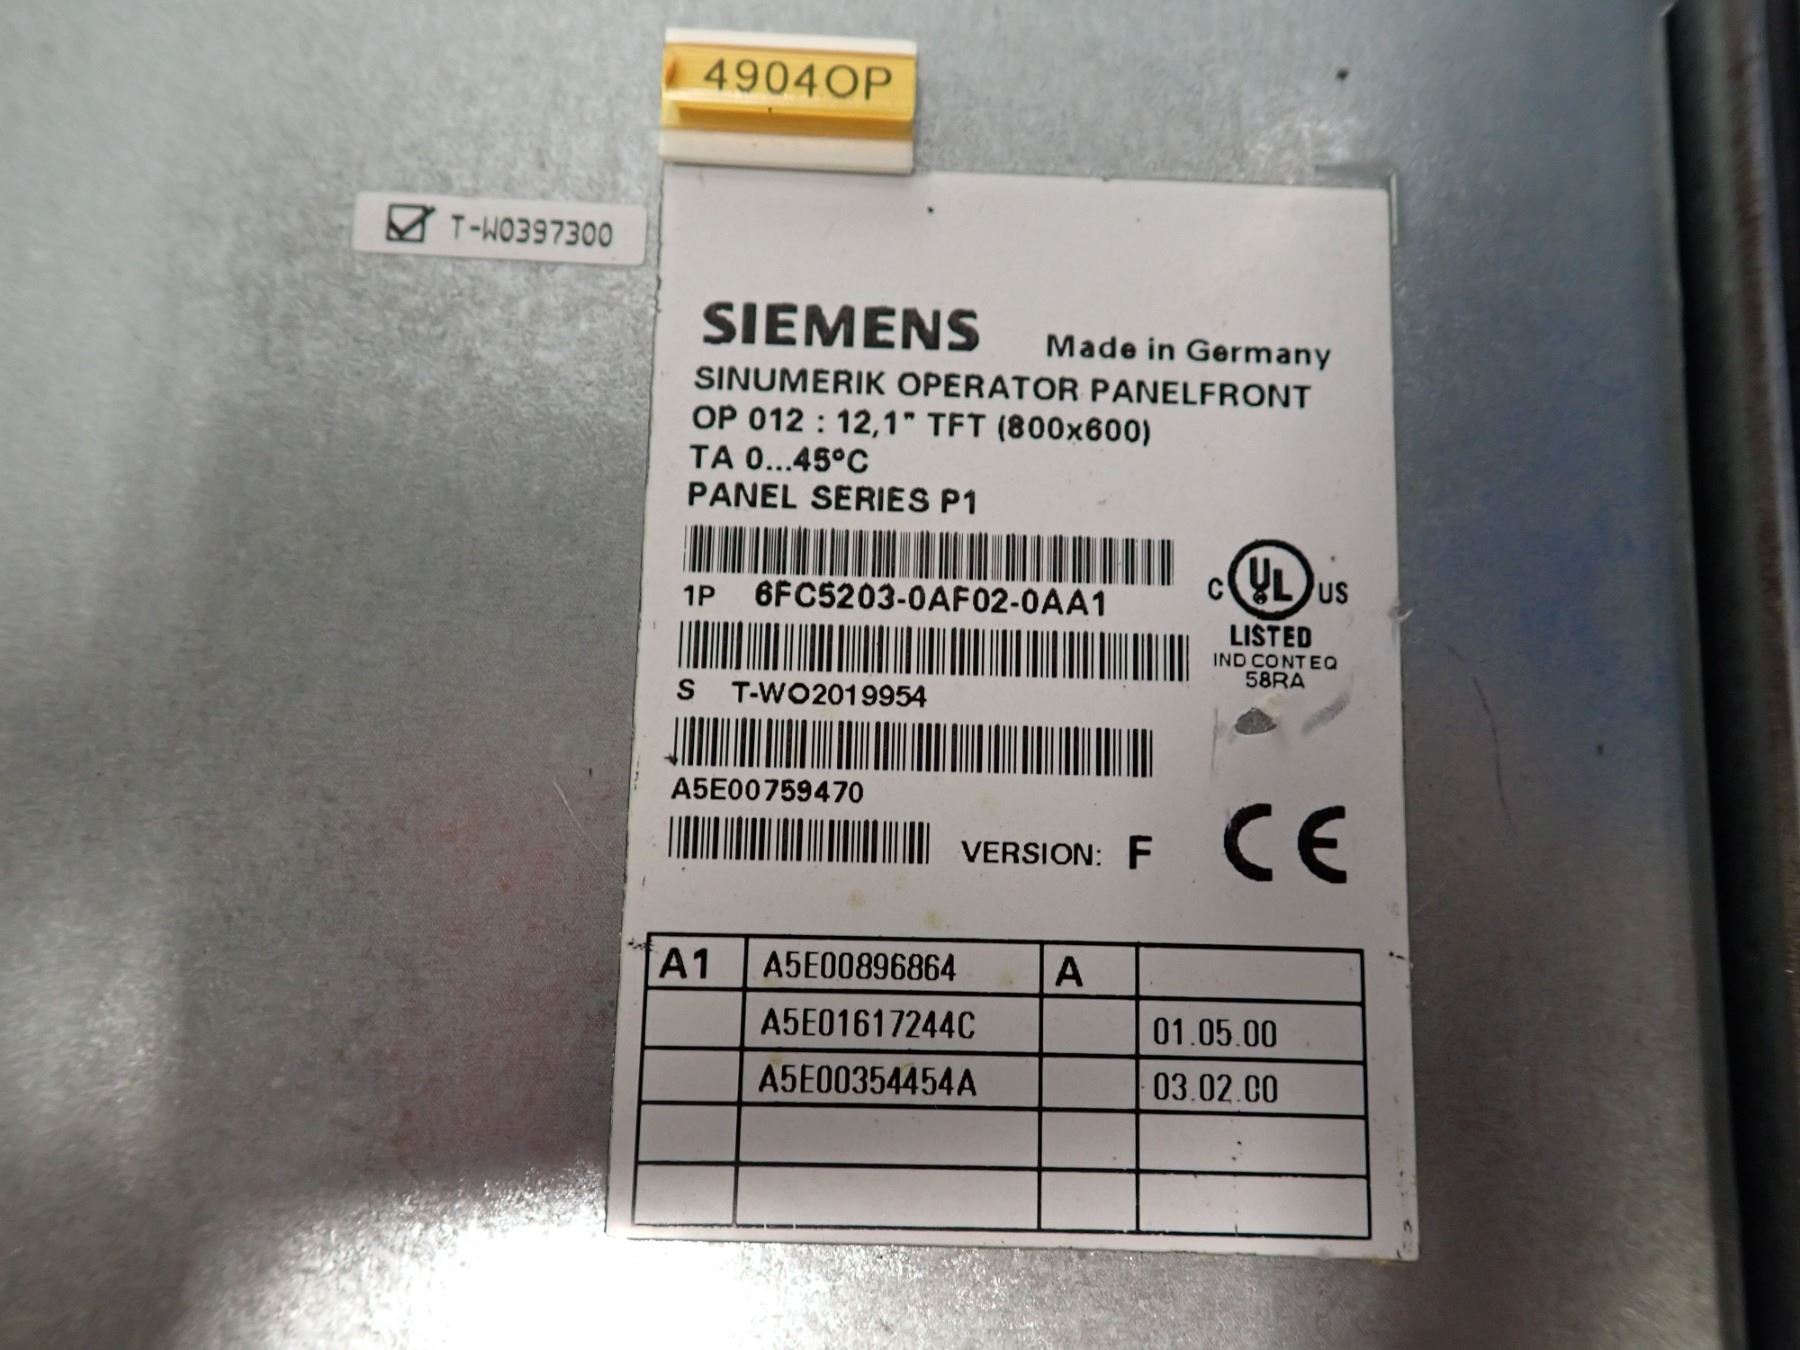 4904OP
T-W0397300
SIEMENS Made in Germany
SINUMERIK OPERATOR PANELFRONT
OP 012 : 12,1" TFT (800x600)
TA 0...45°C
PANEL SERIES P1
1P 6FC5203-0AF02-0AA1
C UL US
LISTED
IND CONT EQ
58RA
S T-WO2019954
A5E00759470
VERSION: F CE
A1 A5E00896864 A
A5E01617244C 01.05.00
A5E00354454A 03.02.00